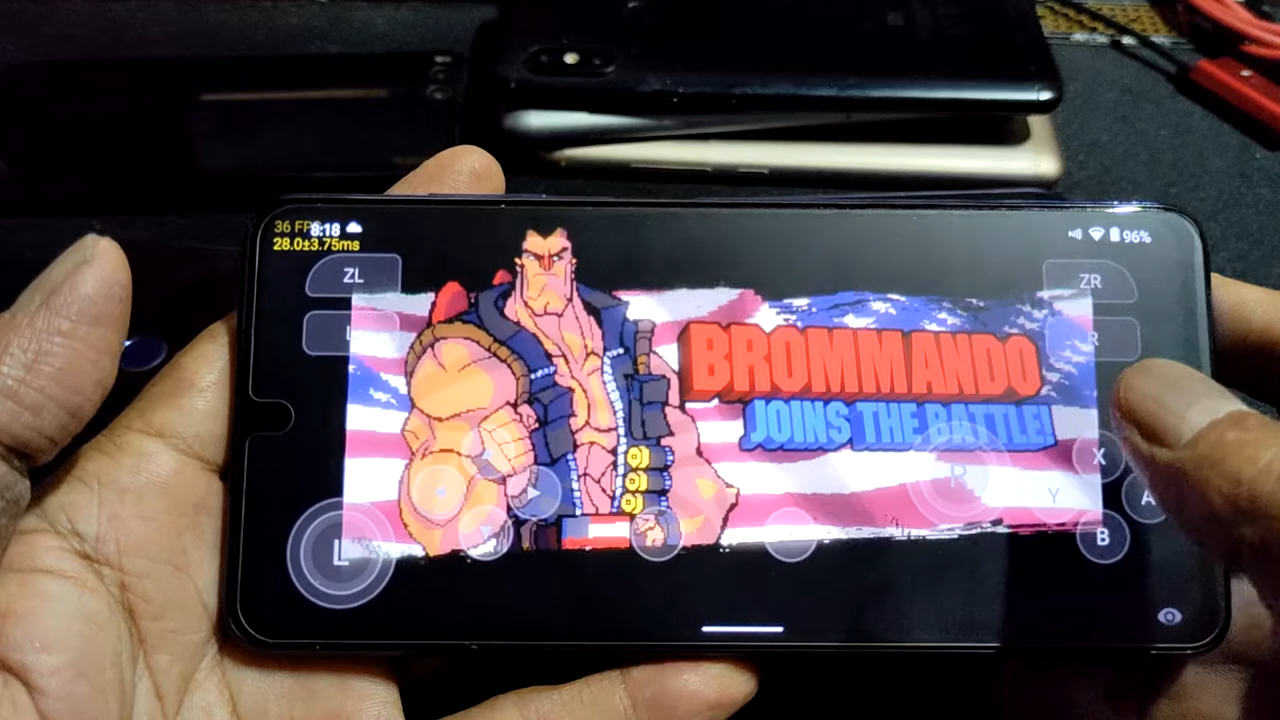 36 FPS
8:18
96%
28.0±3.75ms
ZL
ZR
L
R
BROMMANDO
JOINS THE BATTLE!
R
X
Y
A
L
B